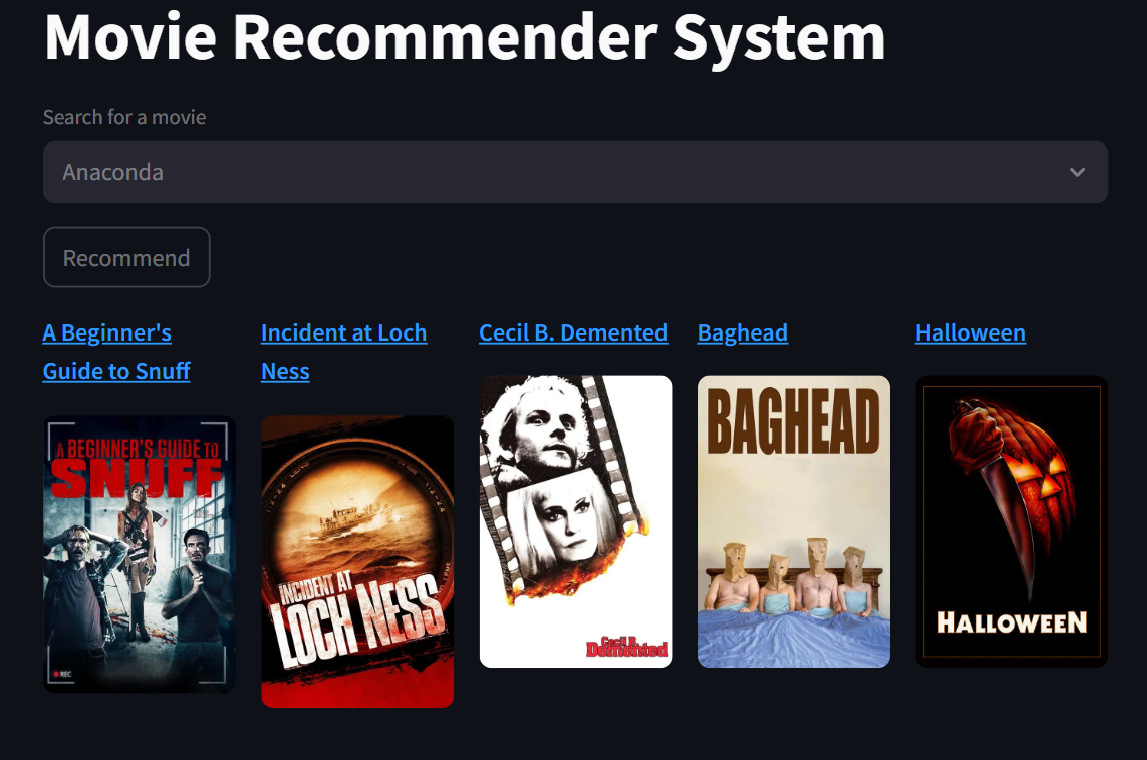 Movie Recommender System
Search for a movie
Anaconda
Recommend
A Beginner's
Guide to Snuff
Incident at Loch
Ness
Cecil B. Demented
Baghead
Halloween
A BEGINNER'S GUIDE TO
SNUFF
REC
INCIDENT AT
LOCH NESS
Cecil B.
Demented
BAGHEAD
HALLOWEEN